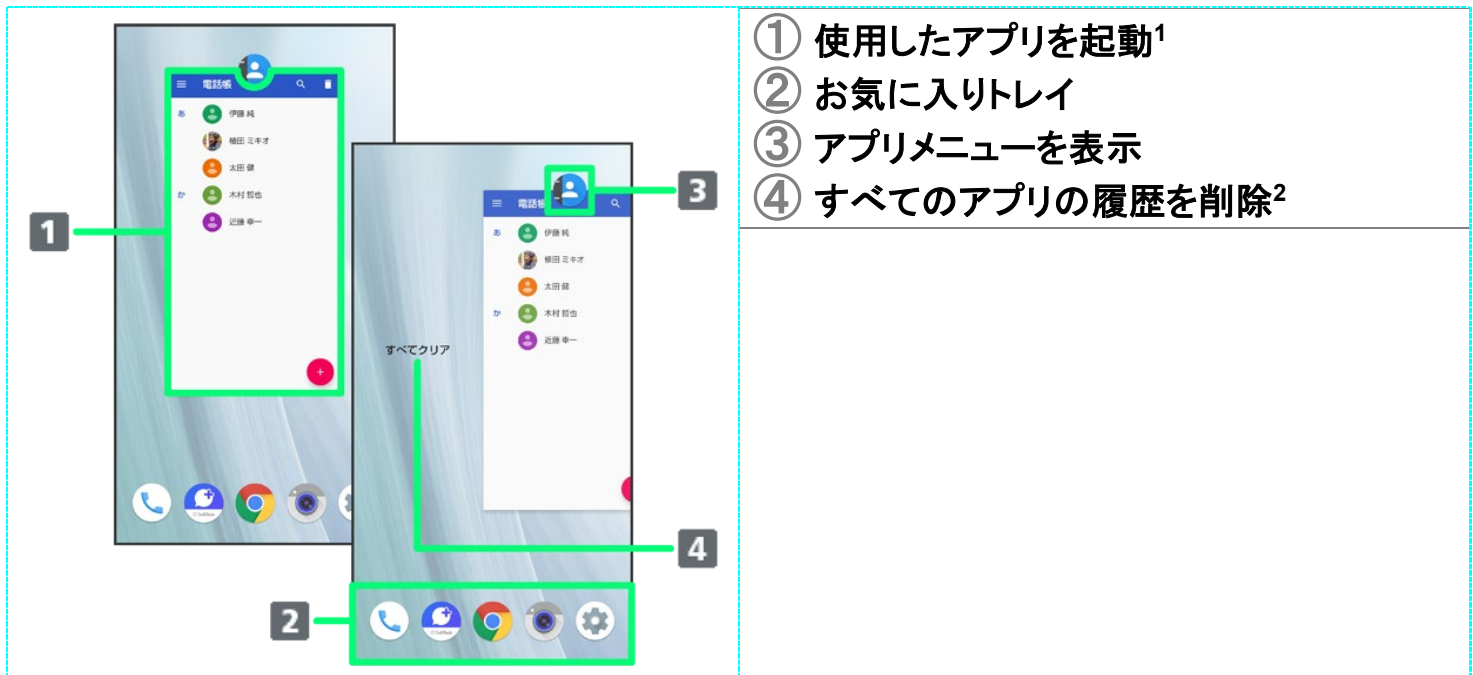 電話帳
あ 伊藤 純
植田 ミキオ
太田 健
か 木村 哲也
近藤 幸一
+
1
電話帳
あ 伊藤 純
植田 ミキオ
太田 健
か 木村 哲也
近藤 幸一
すべてクリア
3
4
2
① 使用したアプリを起動1
② お気に入りトレイ
③ アプリメニューを表示
④ すべてのアプリの履歴を削除2